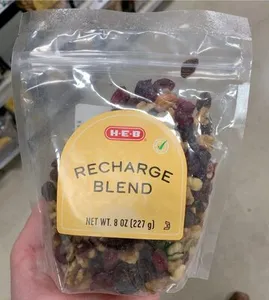 H-E-B
RECHARGE
BLEND
NET WT. 8 OZ (227 g)